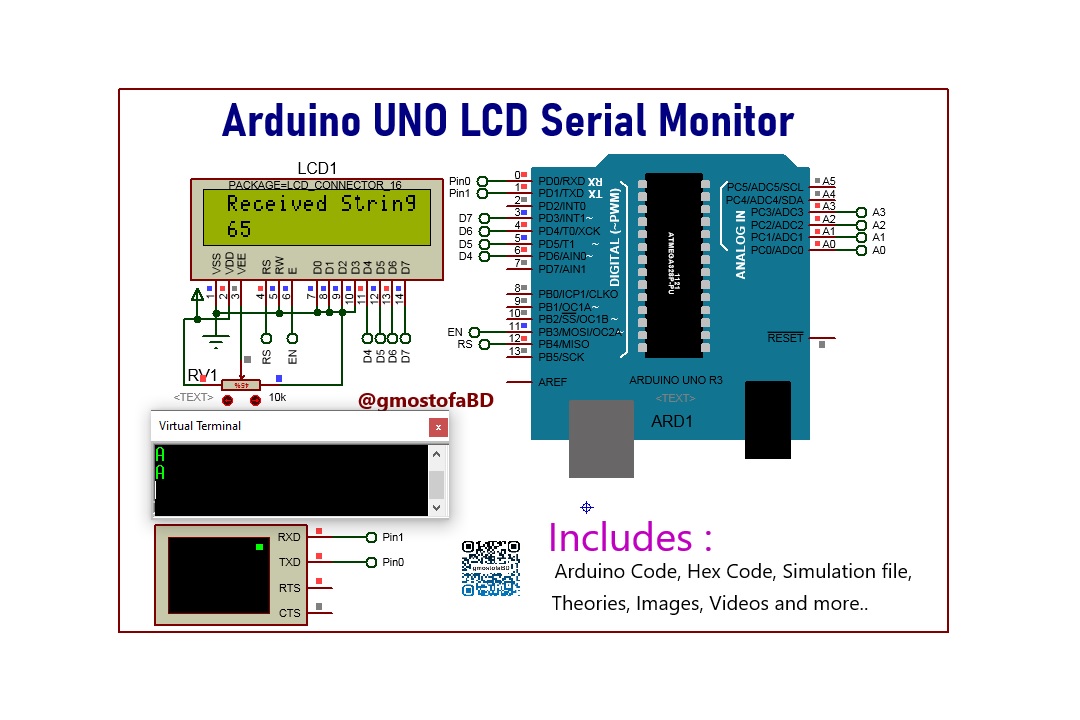 Arduino UNO LCD Serial Monitor
LCD1
PACKAGE=LCD_CONNECTOR_16
Received String
65
VSS
VDD
VEE
RS
RW
E
D0
D1
D2
D3
D4
D5
D6
D7
1
2
3
4
5
6
7
8
9
10
11
12
13
14
RS
EN
D4
D5
D6
D7
RV1
<TEXT>
10k
@gmostofaBD
Virtual Terminal
x
A
A
RXD
Pin1
TXD
Pin0
RTS
CTS
gmostofaBD
Pin0
Pin1
D7
D6
D5
D4
EN
RS
0
1
2
3
4
5
6
7
8
9
10
11
12
13
PD0/RXD
PD1/TXD
PD2/INT0
PD3/INT1~
PD4/T0/XCK
PD5/T1 ~
PD6/AIN0~
PD7/AIN1
PB0/ICP1/CLKO
PB1/OC1A~
PB2/SS/OC1B ~
PB3/MOSI/OC2A~
PB4/MISO
PB5/SCK
AREF
RX
TX
DIGITAL (~PWM)
ATMEGA328P-PU
1121
ANALOG IN
PC5/ADC5/SCL
PC4/ADC4/SDA
PC3/ADC3
PC2/ADC2
PC1/ADC1
PC0/ADC0
A5
A4
A3
A2
A1
A0
A3
A2
A1
A0
RESET
ARDUINO UNO R3
<TEXT>
ARD1
Includes :
Arduino Code, Hex Code, Simulation file,
Theories, Images, Videos and more..